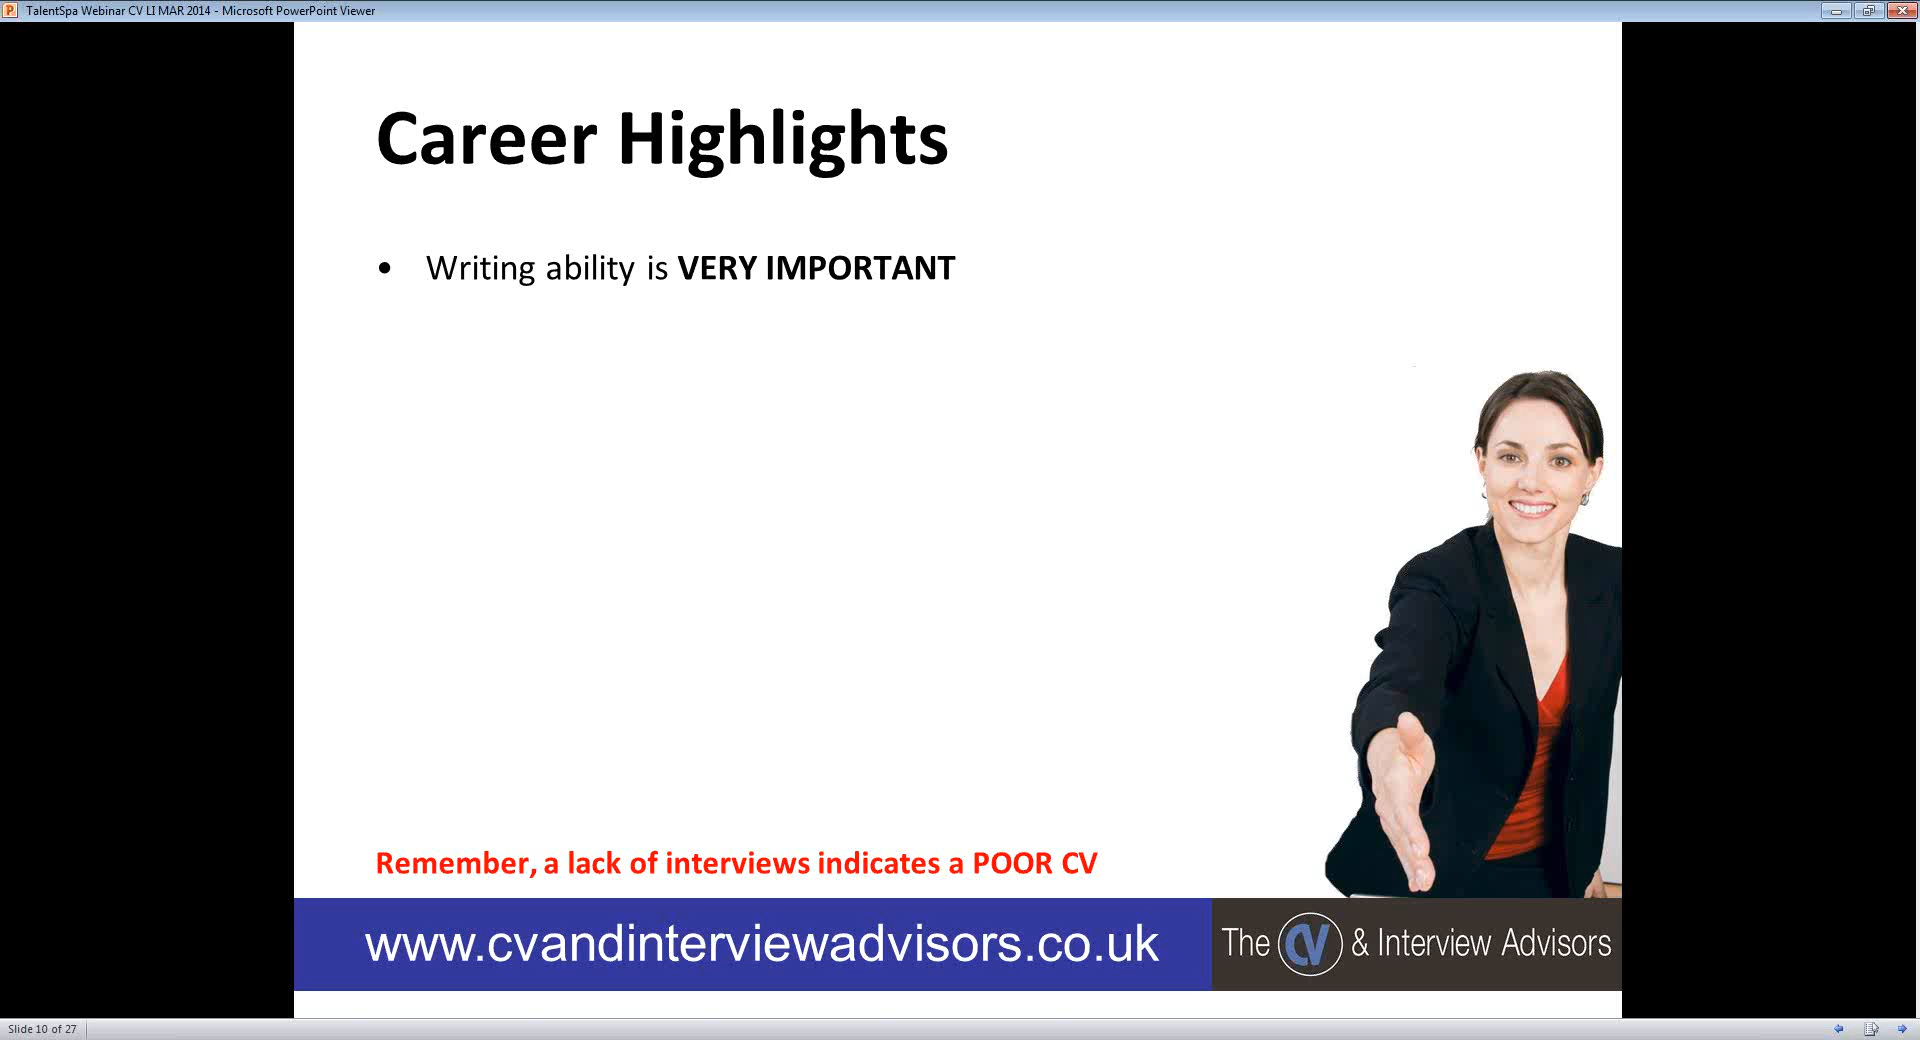 TalentSpa Webinar CV LI MAR 2014 - Microsoft PowerPoint Viewer
Career Highlights
• Writing ability is VERY IMPORTANT
Remember, a lack of interviews indicates a POOR CV
www.cvandinterviewadvisors.co.uk
The CV & Interview Advisors
Slide 10 of 27